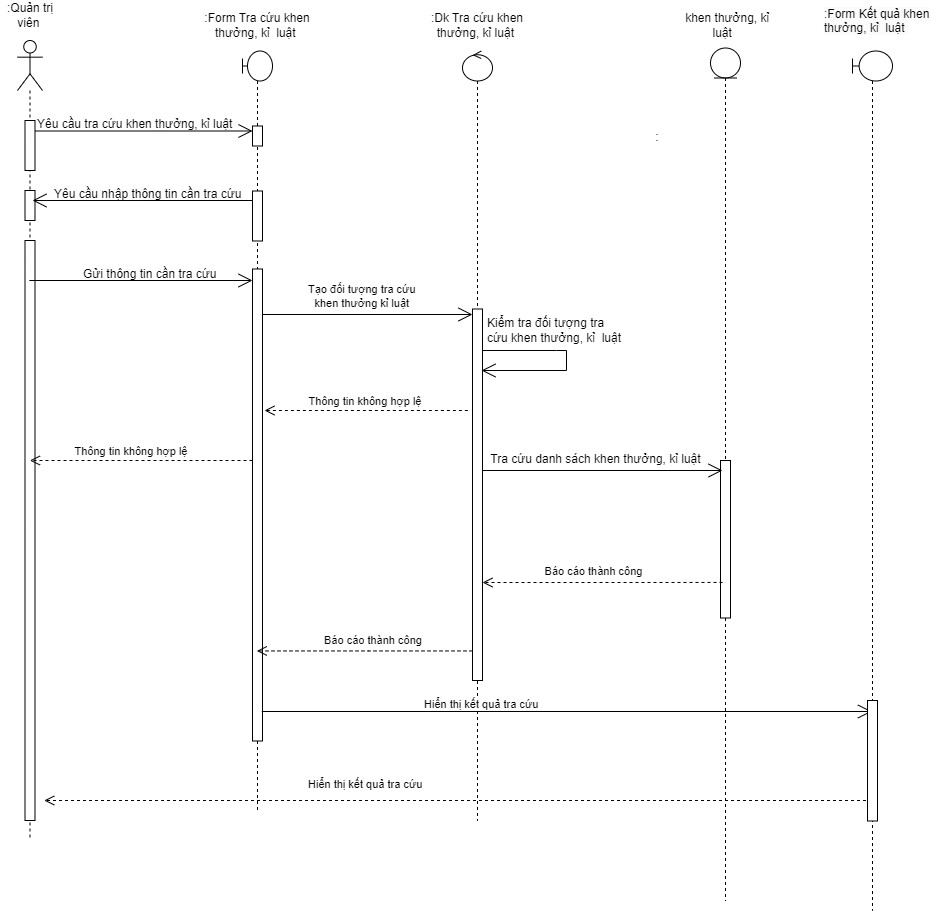 :Quản trị
viên
:Form Tra cứu khen
thưởng, kỉ luật
:Dk Tra cứu khen
thưởng, kỉ luật
khen thưởng, kỉ
luật
:Form Kết quả khen
thưởng, kỉ luật
Yêu cầu tra cứu khen thưởng, kỉ luật
:
Yêu cầu nhập thông tin cần tra cứu
Gửi thông tin cần tra cứu
Tạo đối tượng tra cứu
khen thưởng kỉ luật
Kiểm tra đối tượng tra
cứu khen thưởng, kỉ luật
Thông tin không hợp lệ
Thông tin không hợp lệ
Tra cứu danh sách khen thưởng, kỉ luật
Báo cáo thành công
Báo cáo thành công
Hiển thị kết quả tra cứu
Hiển thị kết quả tra cứu